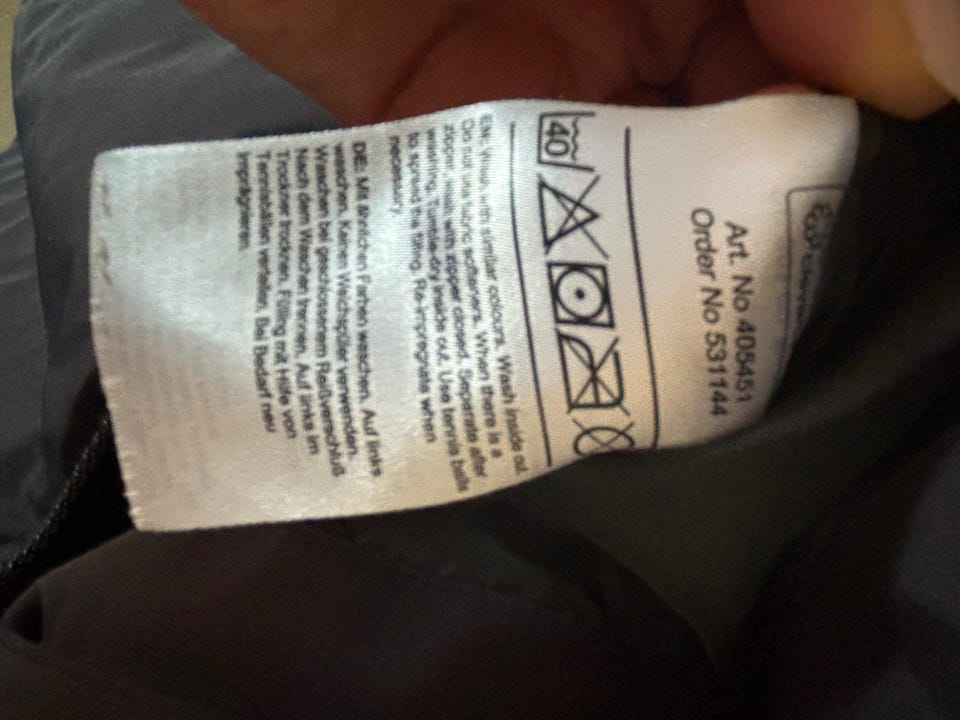 Art. No 405451
Order No 531144
40
EN: Wash with similar colours. Wash inside out.
Do not use fabric softeners. When there is a
zipper, wash with zipper closed. Separate after
washing. Tumble-dry inside out. Use tennis balls
to spread the filling. Re-impregnate when
necessary.
DE: Mit ähnlichen Farben waschen. Auf links
waschen. Keinen Weichspüler verwenden.
Waschen bei geschlossenem Reißverschluß
Nach dem Waschen trennen. Auf links im
Trockner trocknen. Füllung mit Hilfe von
Tennisbällen verteilen. Bei Bedarf neu
imprägnieren.